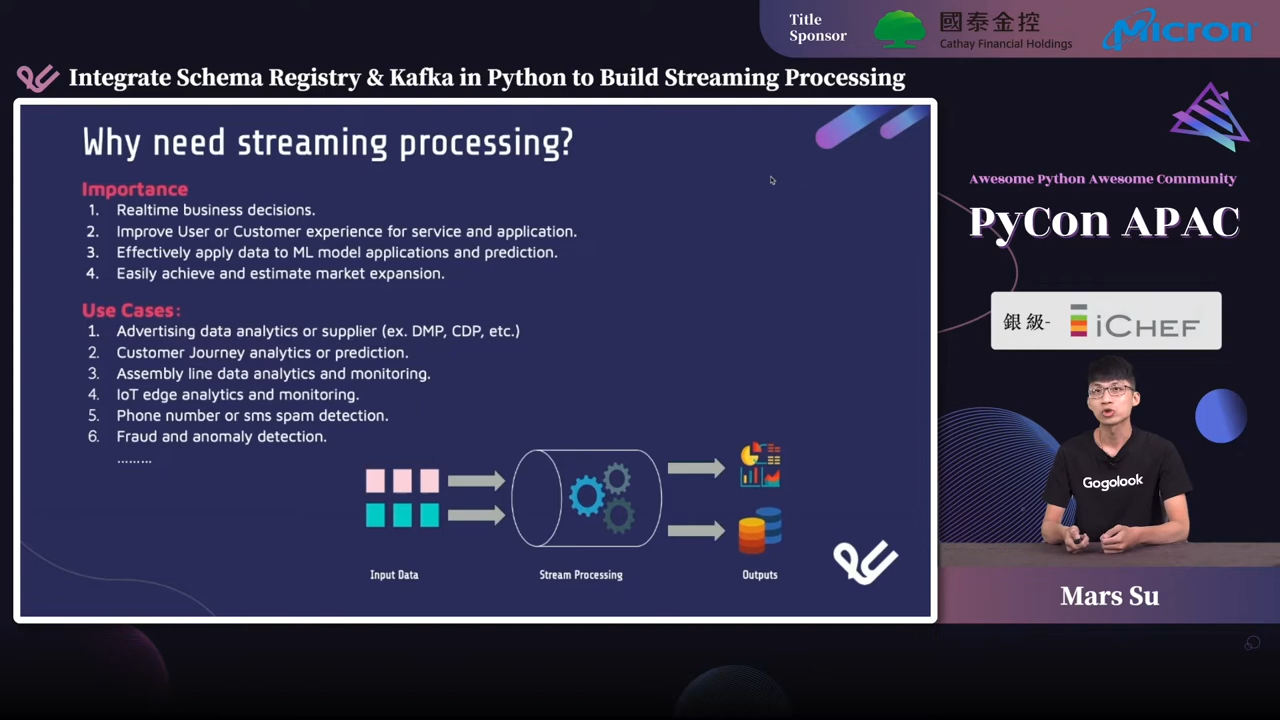 Title
Sponsor
國泰金控
Cathay Financial Holdings
Micron
Integrate Schema Registry & Kafka in Python to Build Streaming Processing
Why need streaming processing?
Importance
1. Realtime business decisions.
2. Improve User or Customer experience for service and application.
3. Effectively apply data to ML model applications and prediction.
4. Easily achieve and estimate market expansion.
Use Cases:
1. Advertising data analytics or supplier (ex. DMP, CDP, etc.)
2. Customer Journey analytics or prediction.
3. Assembly line data analytics and monitoring.
4. IoT edge analytics and monitoring.
5. Phone number or sms spam detection.
6. Fraud and anomaly detection.
.........
Input Data
Stream Processing
Outputs
Awesome Python Awesome Community
PyCon APAC
銀級- iCHEF
Gogolook
Mars Su